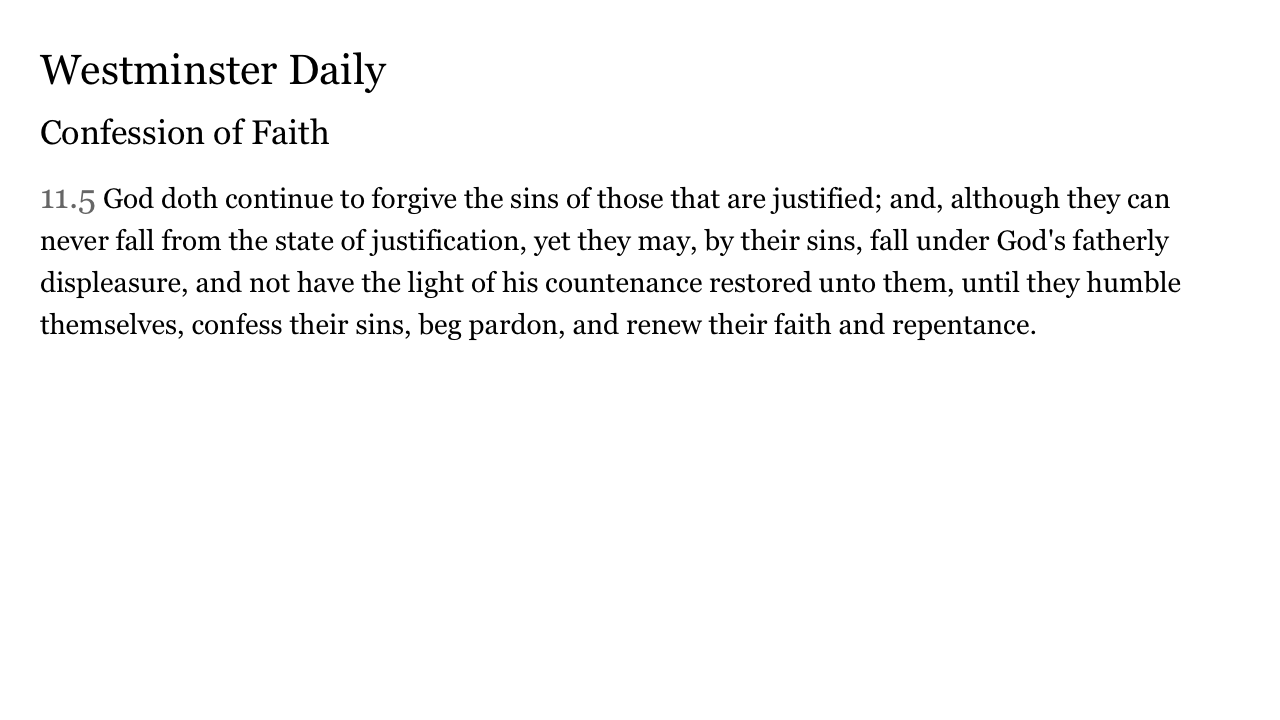 Westminster Daily
Confession of Faith
11.5 God doth continue to forgive the sins of those that are justified; and, although they can
never fall from the state of justification, yet they may, by their sins, fall under God's fatherly
displeasure, and not have the light of his countenance restored unto them, until they humble
themselves, confess their sins, beg pardon, and renew their faith and repentance.